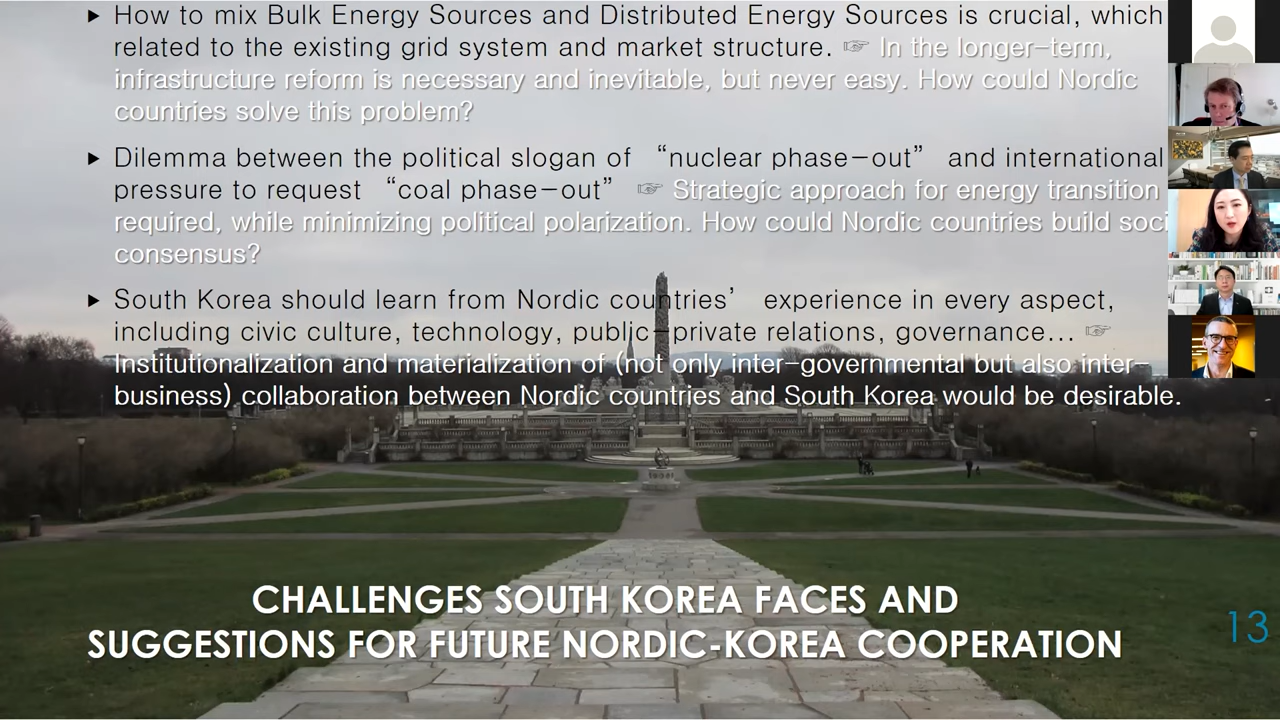 ▶ How to mix Bulk Energy Sources and Distributed Energy Sources is crucial, which
related to the existing grid system and market structure. ☞ In the longer-term,
infrastructure reform is necessary and inevitable, but never easy. How could Nordic
countries solve this problem?
▶ Dilemma between the political slogan of “nuclear phase-out” and international
pressure to request “coal phase-out” ☞ Strategic approach for energy transition
required, while minimizing political polarization. How could Nordic countries build soci
consensus?
▶ South Korea should learn from Nordic countries’ experience in every aspect,
including civic culture, technology, public-private relations, governance... ☞
Institutionalization and materialization of (not only inter-governmental but also inter-
business) collaboration between Nordic countries and South Korea would be desirable.
CHALLENGES SOUTH KOREA FACES AND
SUGGESTIONS FOR FUTURE NORDIC-KOREA COOPERATION
13